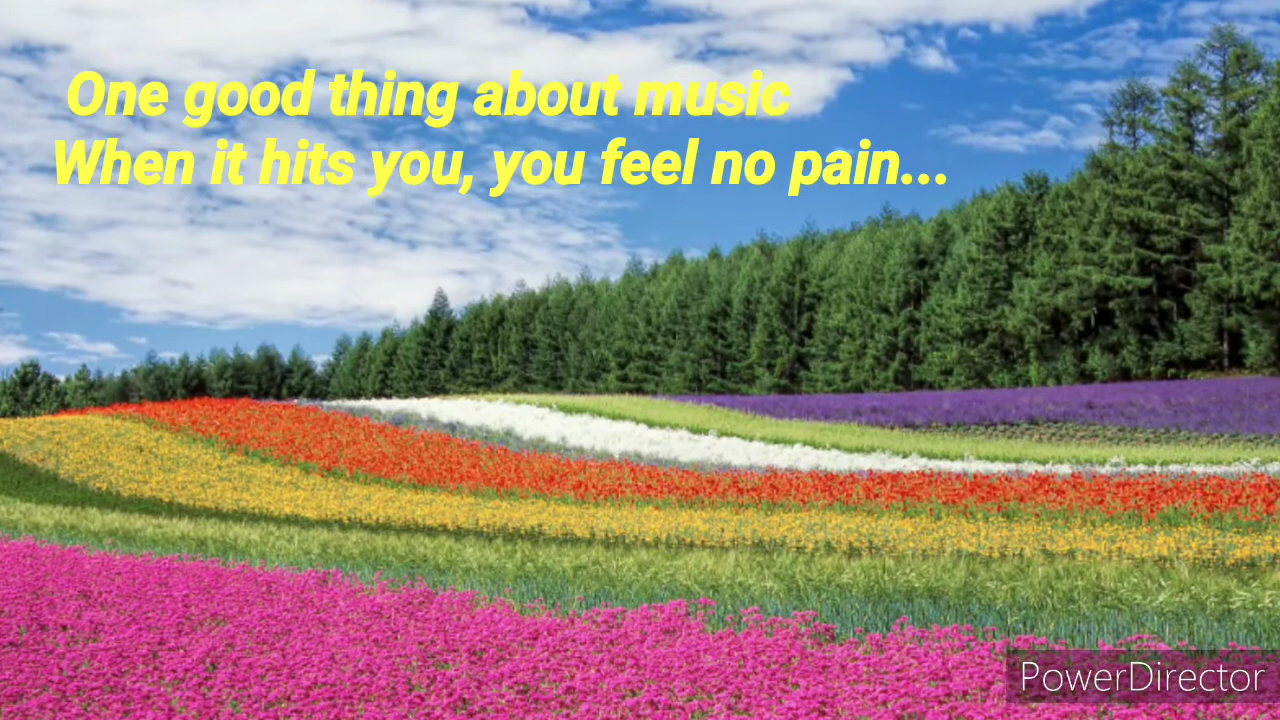 One good thing about music
When it hits you, you feel no pain...
PowerDirector